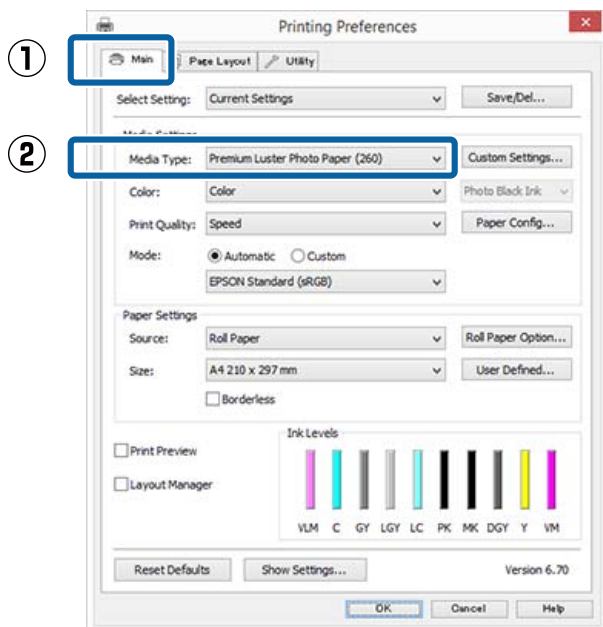 Printing Preferences
①
Main Page Layout Utility
Select Setting: Current Settings Save/Del...
Media Settings
②
Media Type: Premium Luster Photo Paper (260) Custom Settings...
Color: Color Photo Black Ink
Print Quality: Speed Paper Config...
Mode: Automatic Custom
EPSON Standard (sRGB)
Paper Settings
Source: Roll Paper Roll Paper Option...
Size: A4 210 x 297 mm User Defined...
Borderless
Ink Levels
Print Preview
Layout Manager
VLM C GY LGY LC PK MK DGY Y VM
Reset Defaults Show Settings... Version 6.70
OK Cancel Help